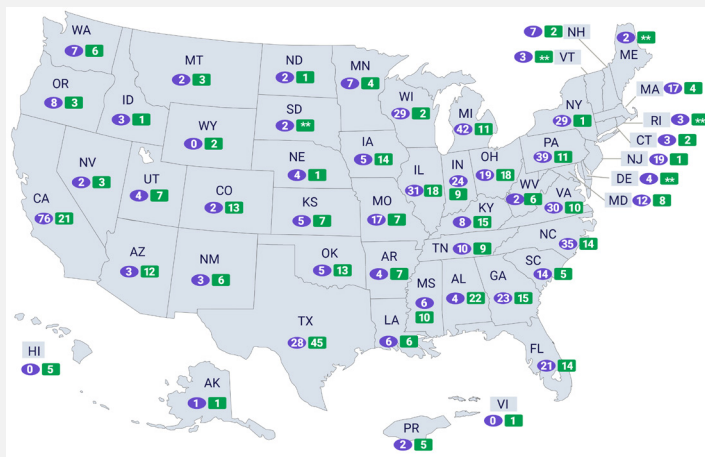 WA
7 6
OR
8 3
CA
76 21
NV
2 3
ID
3 1
MT
2 3
WY
0 2
UT
4 7
AZ
3 12
CO
2 13
NM
3 6
ND
2 1
SD
2 **
NE
4 1
KS
5 7
OK
5 13
TX
28 45
MN
7 4
IA
5 14
MO
17 7
AR
4 7
LA
6 6
WI
29 2
IL
31 18
MI
42 11
IN
24
9
OH
19 18
KY
8 15
TN 10 9
MS
6
10
AL
4 22
GA
23 15
FL
21 14
SC
14 5
NC
35 14
VA
30 10
WV
2 6
PA
39 11
NY
29 1
7 2 NH
3 ** VT
2 **
ME
MA 17 4
RI 3 **
CT 3 2
NJ 19 1
DE 4 **
MD 12 8
HI
0 5
AK
1 1
PR
2 5
VI
0 1